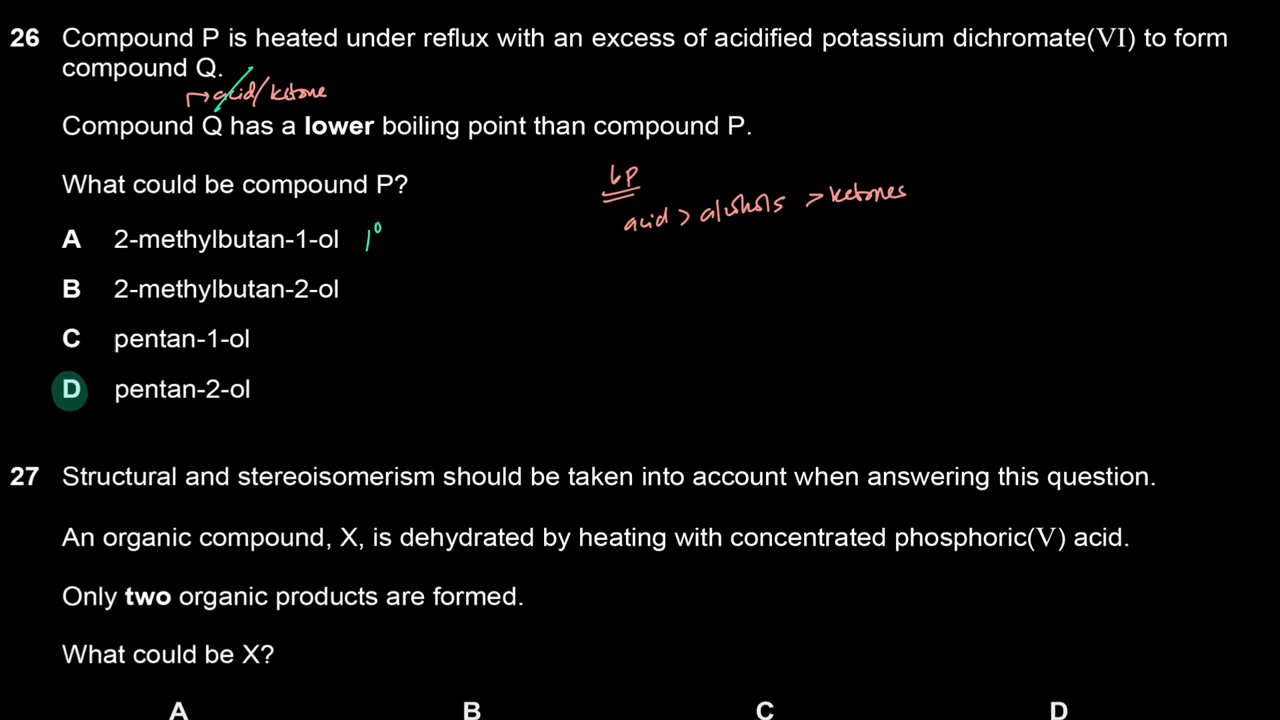 26 Compound P is heated under reflux with an excess of acidified potassium dichromate(VI) to form
compound Q.
acid/ketone
Compound Q has a lower boiling point than compound P.
bp
acid > alcohols > ketones
What could be compound P?
A 2-methylbutan-1-ol 1°
B 2-methylbutan-2-ol
C pentan-1-ol
D pentan-2-ol
27 Structural and stereoisomerism should be taken into account when answering this question.
An organic compound, X, is dehydrated by heating with concentrated phosphoric(V) acid.
Only two organic products are formed.
What could be X?
A B C D